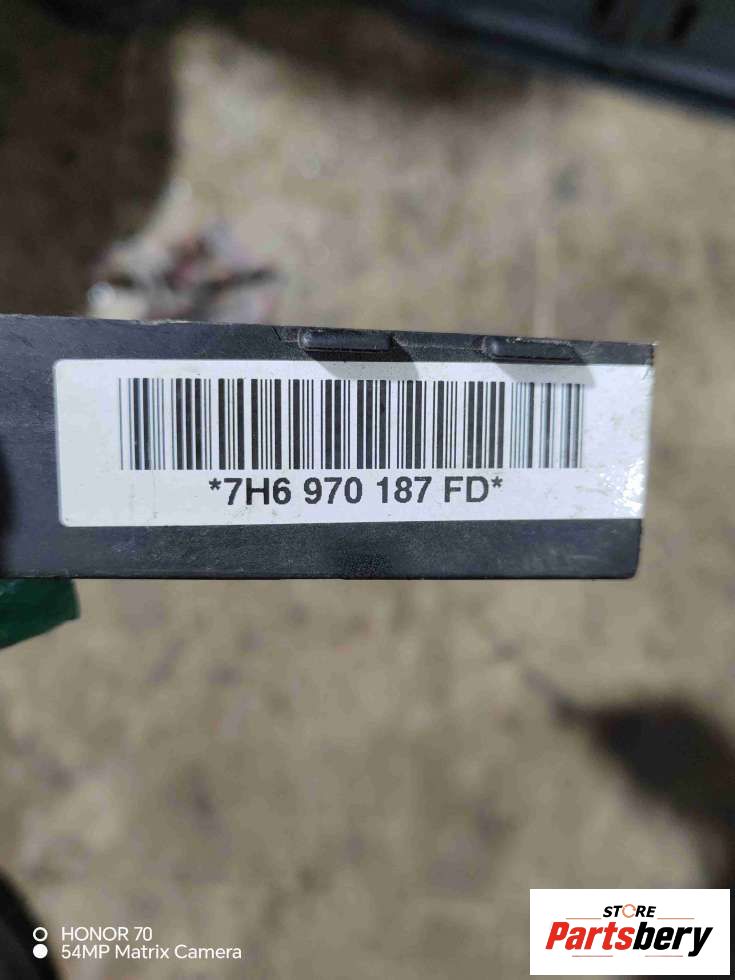 *7H6 970 187 FD*
HONOR 70
54MP Matrix Camera
STORE
Partsbery